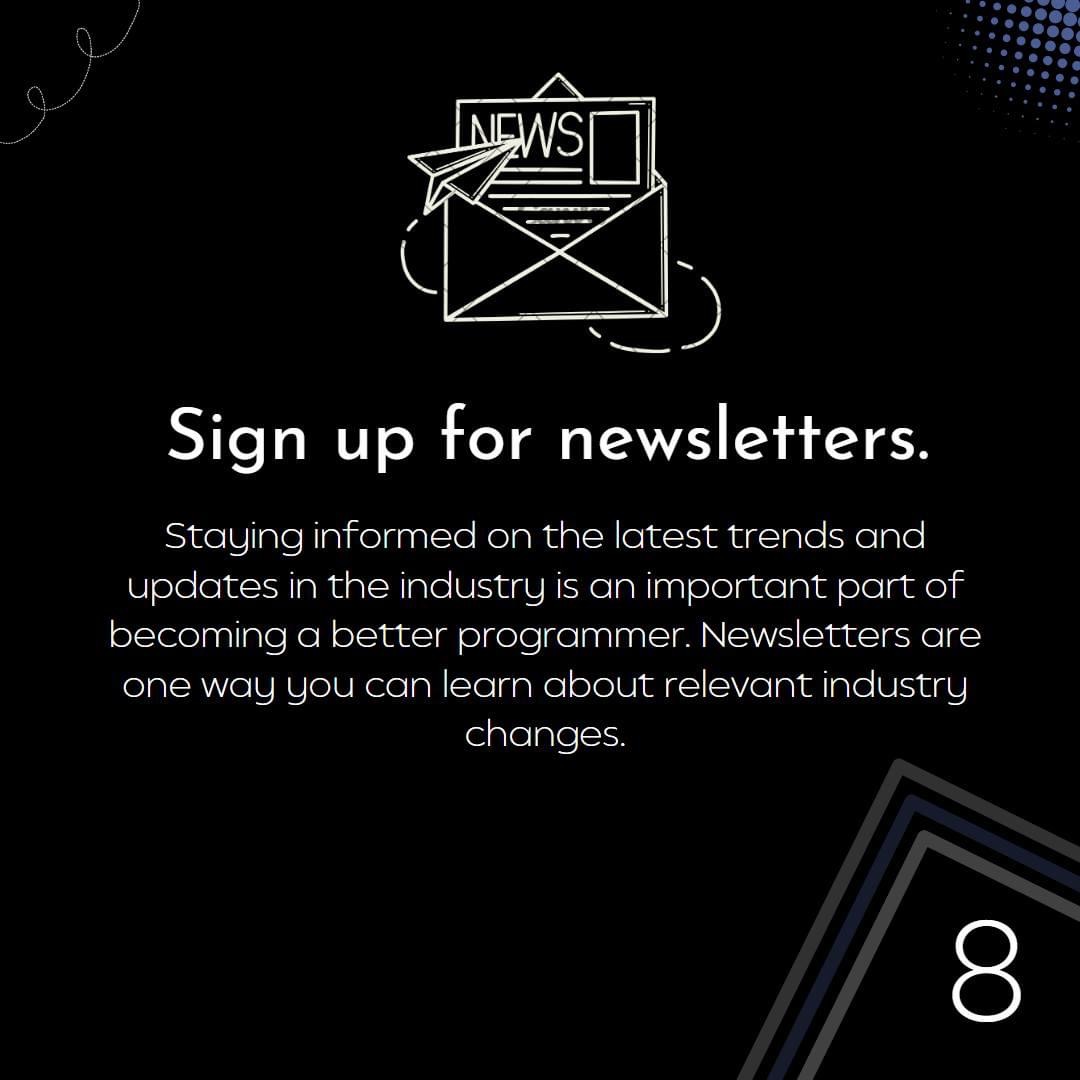 NEWS
Sign up for newsletters.
Staying informed on the latest trends and
updates in the industry is an important part of
becoming a better programmer. Newsletters are
one way you can learn about relevant industry
changes.
8